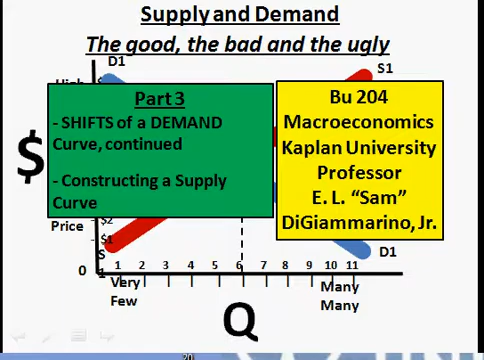 Supply and Demand
The good, the bad and the ugly
D1
S1
High
$
Part 3
- SHIFTS of a DEMAND
Curve, continued
- Constructing a Supply
Curve
Bu 204
Macroeconomics
Kaplan University
Professor
E. L. “Sam”
DiGiammarino, Jr.
$2
Price
$1
$
D1
0
1 2 3 4 5 6 7 8 9 10 11
Very
Few
Many
Many
Q
20